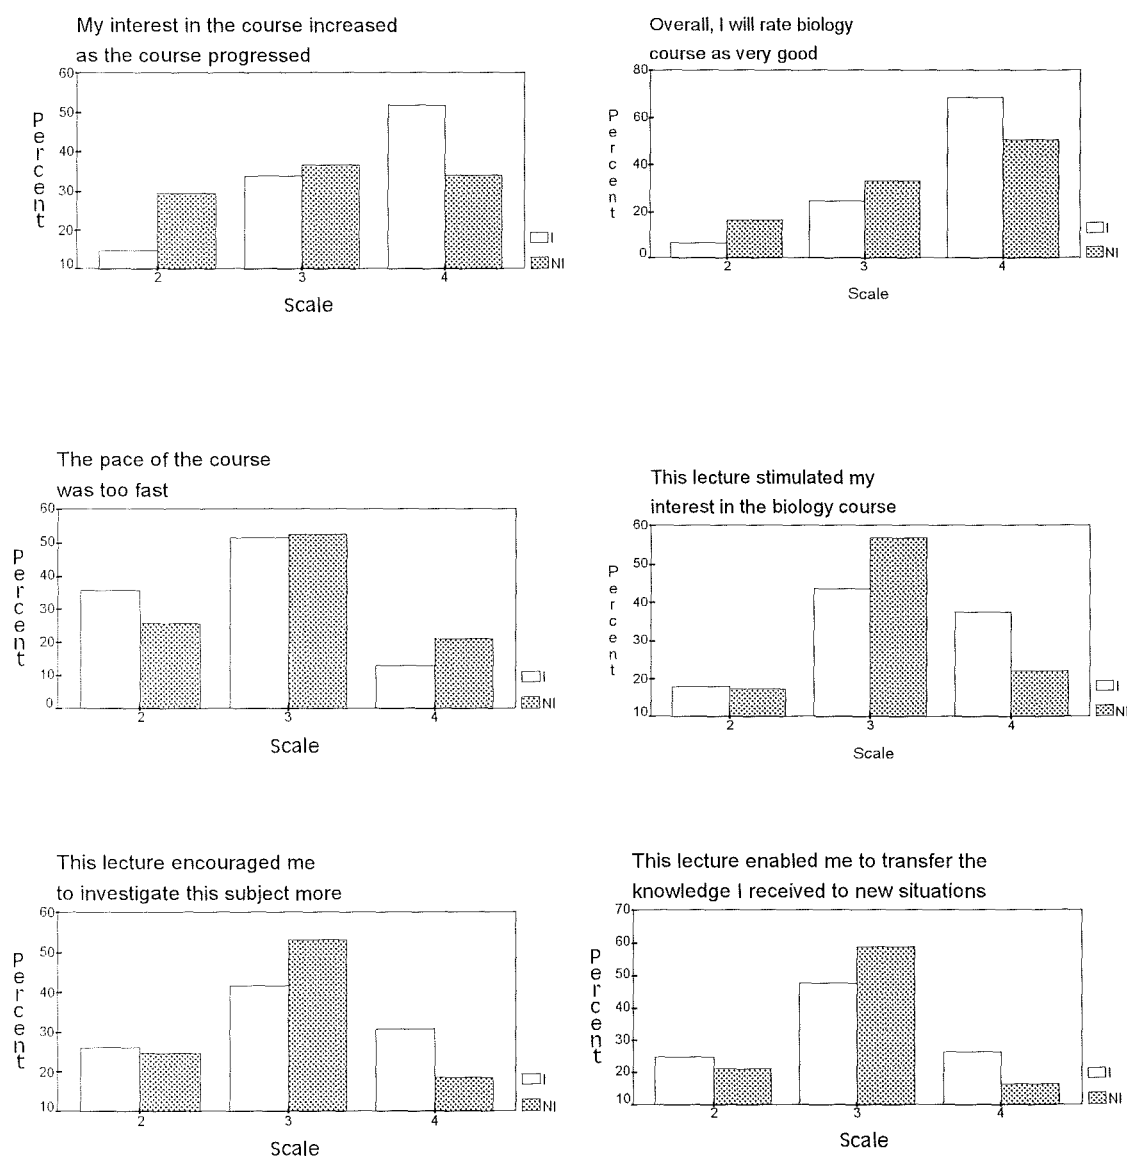 My interest in the course increased
as the course progressed
60
50
40
30
20
10
Percent
2 3 4
Scale
I
NI
Overall, I will rate biology
course as very good
80
60
40
20
0
Percent
2 3 4
Scale
I
NI
The pace of the course
was too fast
60
50
40
30
20
10
0
Percent
2 3 4
Scale
I
NI
This lecture stimulated my
interest in the biology course
60
50
40
30
20
10
Percent
2 3 4
Scale
I
NI
This lecture encouraged me
to investigate this subject more
60
50
40
30
20
10
Percent
2 3 4
Scale
I
NI
This lecture enabled me to transfer the
knowledge I received to new situations
70
60
50
40
30
20
10
Percent
2 3 4
Scale
I
NI